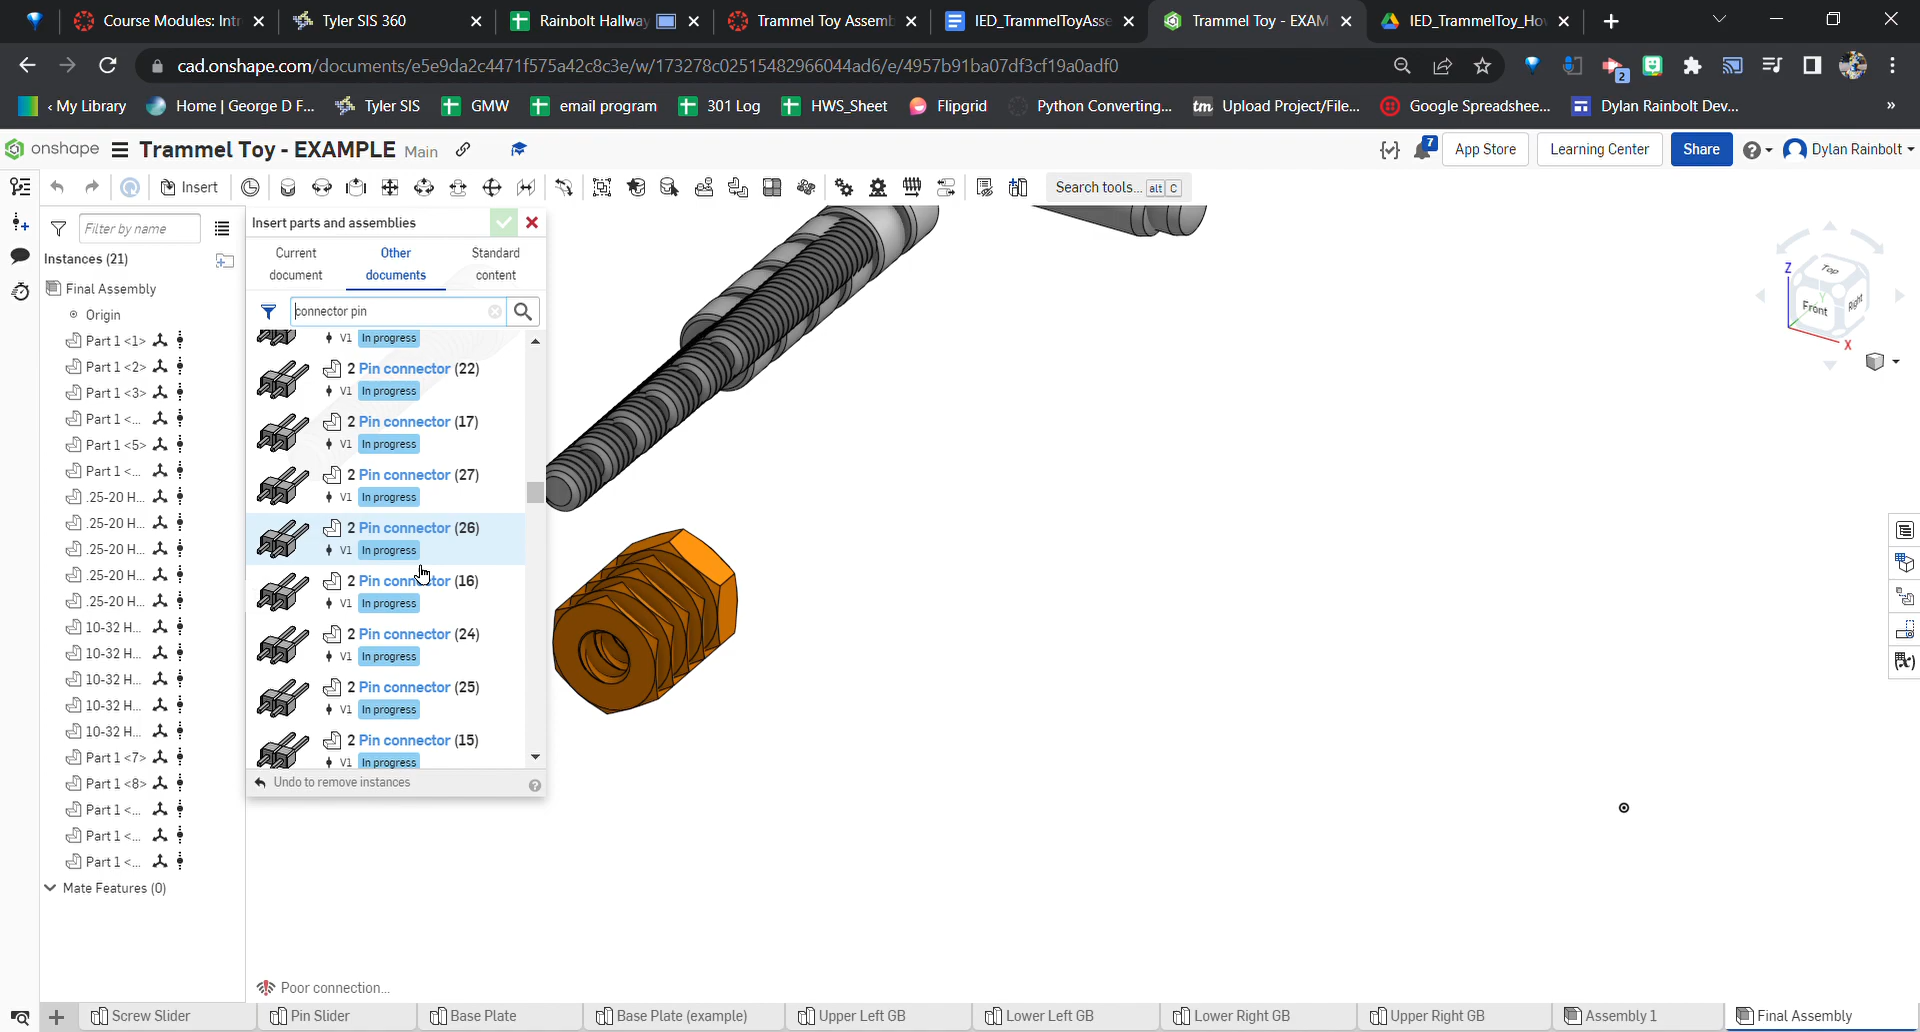 Course Modules: Intr
Tyler SIS 360
Rainbolt Hallway
Trammel Toy Assemb
IED_TrammelToyAsse
Trammel Toy - EXAM
IED_TrammelToy_Hov
cad.onshape.com/documents/e5e9da2c4471f575a42c8c3e/w/173278c02515482966044ad6/e/4957b91ba07df3cf19a0adf0
2
‹ My Library
Home | George D F...
Tyler SIS
GMW
email program
301 Log
HWS_Sheet
Flipgrid
Python Converting...
tm Upload Project/File...
Google Spreadshee...
Dylan Rainbolt Dev...
»
onshape
Trammel Toy - EXAMPLE Main
7
App Store
Learning Center
Share
Dylan Rainbolt
Insert
Search tools... alt C
Filter by name
Instances (21)
Final Assembly
Origin
Part 1 <1>
Part 1 <2>
Part 1 <3>
Part 1 <...
Part 1 <5>
Part 1 <...
.25-20 H...
.25-20 H...
.25-20 H...
.25-20 H...
.25-20 H...
10-32 H...
10-32 H...
10-32 H...
10-32 H...
10-32 H...
Part 1 <7>
Part 1 <8>
Part 1 <...
Part 1 <...
Part 1 <...
Mate Features (0)
Insert parts and assemblies
Current document
Other documents
Standard content
connector pin
V1 In progress
2 Pin connector (22)
V1 In progress
2 Pin connector (17)
V1 In progress
2 Pin connector (27)
V1 In progress
2 Pin connector (26)
V1 In progress
2 Pin connector (16)
V1 In progress
2 Pin connector (24)
V1 In progress
2 Pin connector (25)
V1 In progress
2 Pin connector (15)
V1 In progress
Undo to remove instances
Top
Front
Right
Z
Y
X
Poor connection...
Screw Slider
Pin Slider
Base Plate
Base Plate (example)
Upper Left GB
Lower Left GB
Lower Right GB
Upper Right GB
Assembly 1
Final Assembly